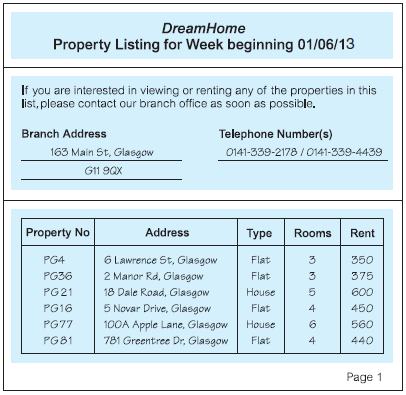 DreamHome
Property Listing for Week beginning 01/06/13
If you are interested in viewing or renting any of the properties in this
list, please contact our branch office as soon as possible.
Branch Address Telephone Number(s)
163 Main St, Glasgow 0141-339-2178 / 0141-339-4439
G11 9QX
Property No Address Type Rooms Rent
PG4 6 Lawrence St, Glasgow Flat 3 350
PG36 2 Manor Rd, Glasgow Flat 3 375
PG21 18 Dale Road, Glasgow House 5 600
PG16 5 Novar Drive, Glasgow Flat 4 450
PG77 100A Apple Lane, Glasgow House 6 560
PG81 781 Greentree Dr, Glasgow Flat 4 440
Page 1